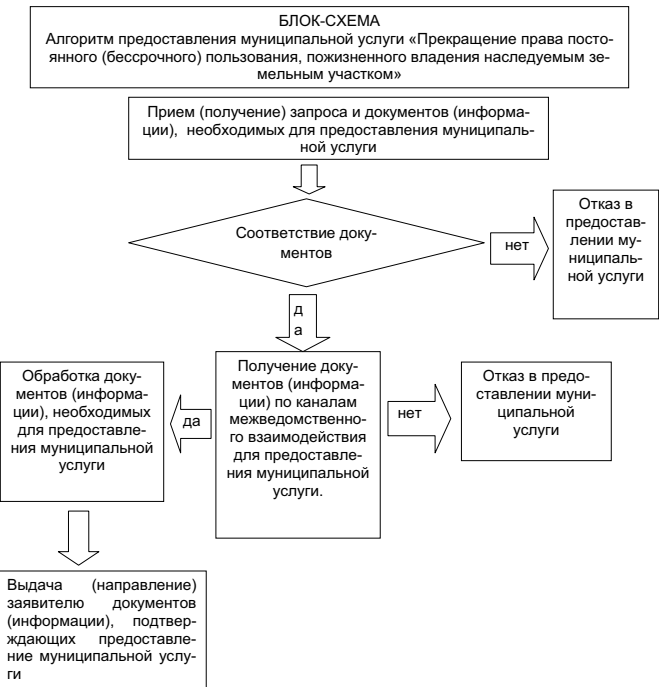 БЛОК-СХЕМА
Алгоритм предоставления муниципальной услуги «Прекращение права посто-
янного (бессрочного) пользования, пожизненного владения наследуемым зе-
мельным участком»
Прием (получение) запроса и документов (информа-
ции), необходимых для предоставления муниципаль-
ной услуги
Соответствие доку-
ментов
нет
Отказ в
предостав-
лении му-
ниципаль-
ной услуги
д
а
Обработка доку-
ментов (информа-
ции), необходимых
для предоставле-
ния муниципальной
услуги
да
Получение доку-
ментов (информа-
ции) по каналам
межведомственно-
го взаимодействия
для предоставле-
ния муниципальной
услуги.
нет
Отказ в предо-
ставлении муни-
ципальной
услуги
Выдача (направление)
заявителю документов
(информации), подтвер-
ждающих предоставле-
ние муниципальной услу-
ги